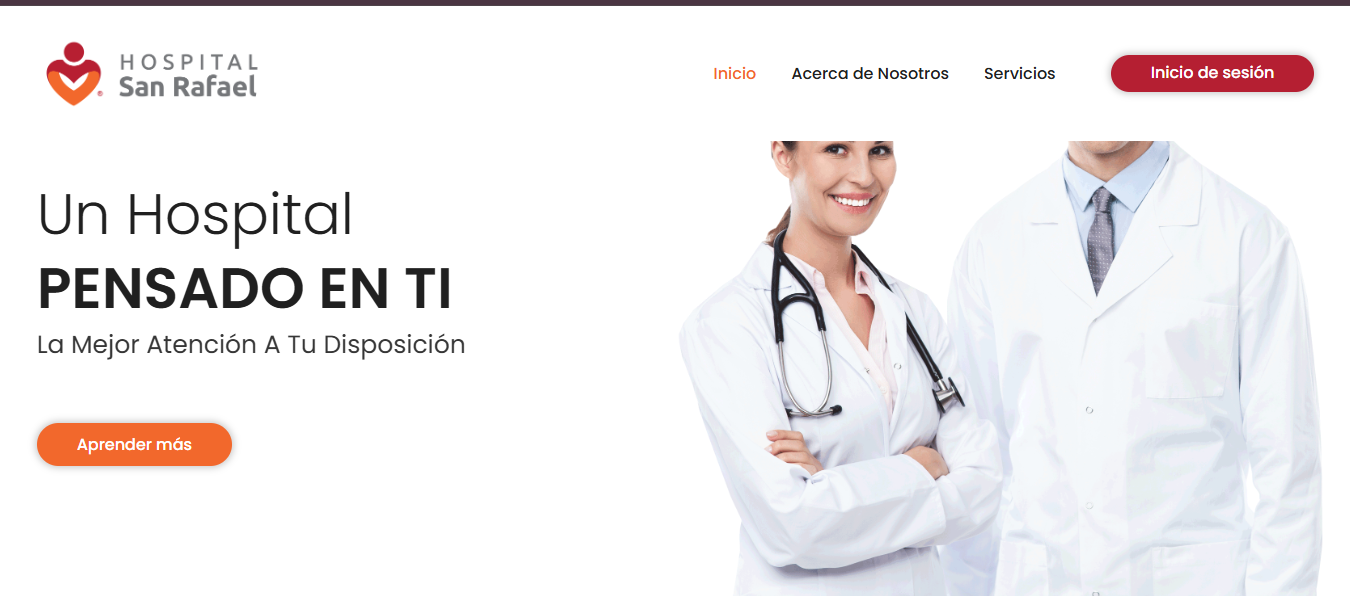 HOSPITAL
San Rafael
Inicio
Acerca de Nosotros
Servicios
Inicio de sesión
Un Hospital
PENSADO EN TI
La Mejor Atención A Tu Disposición
Aprender más